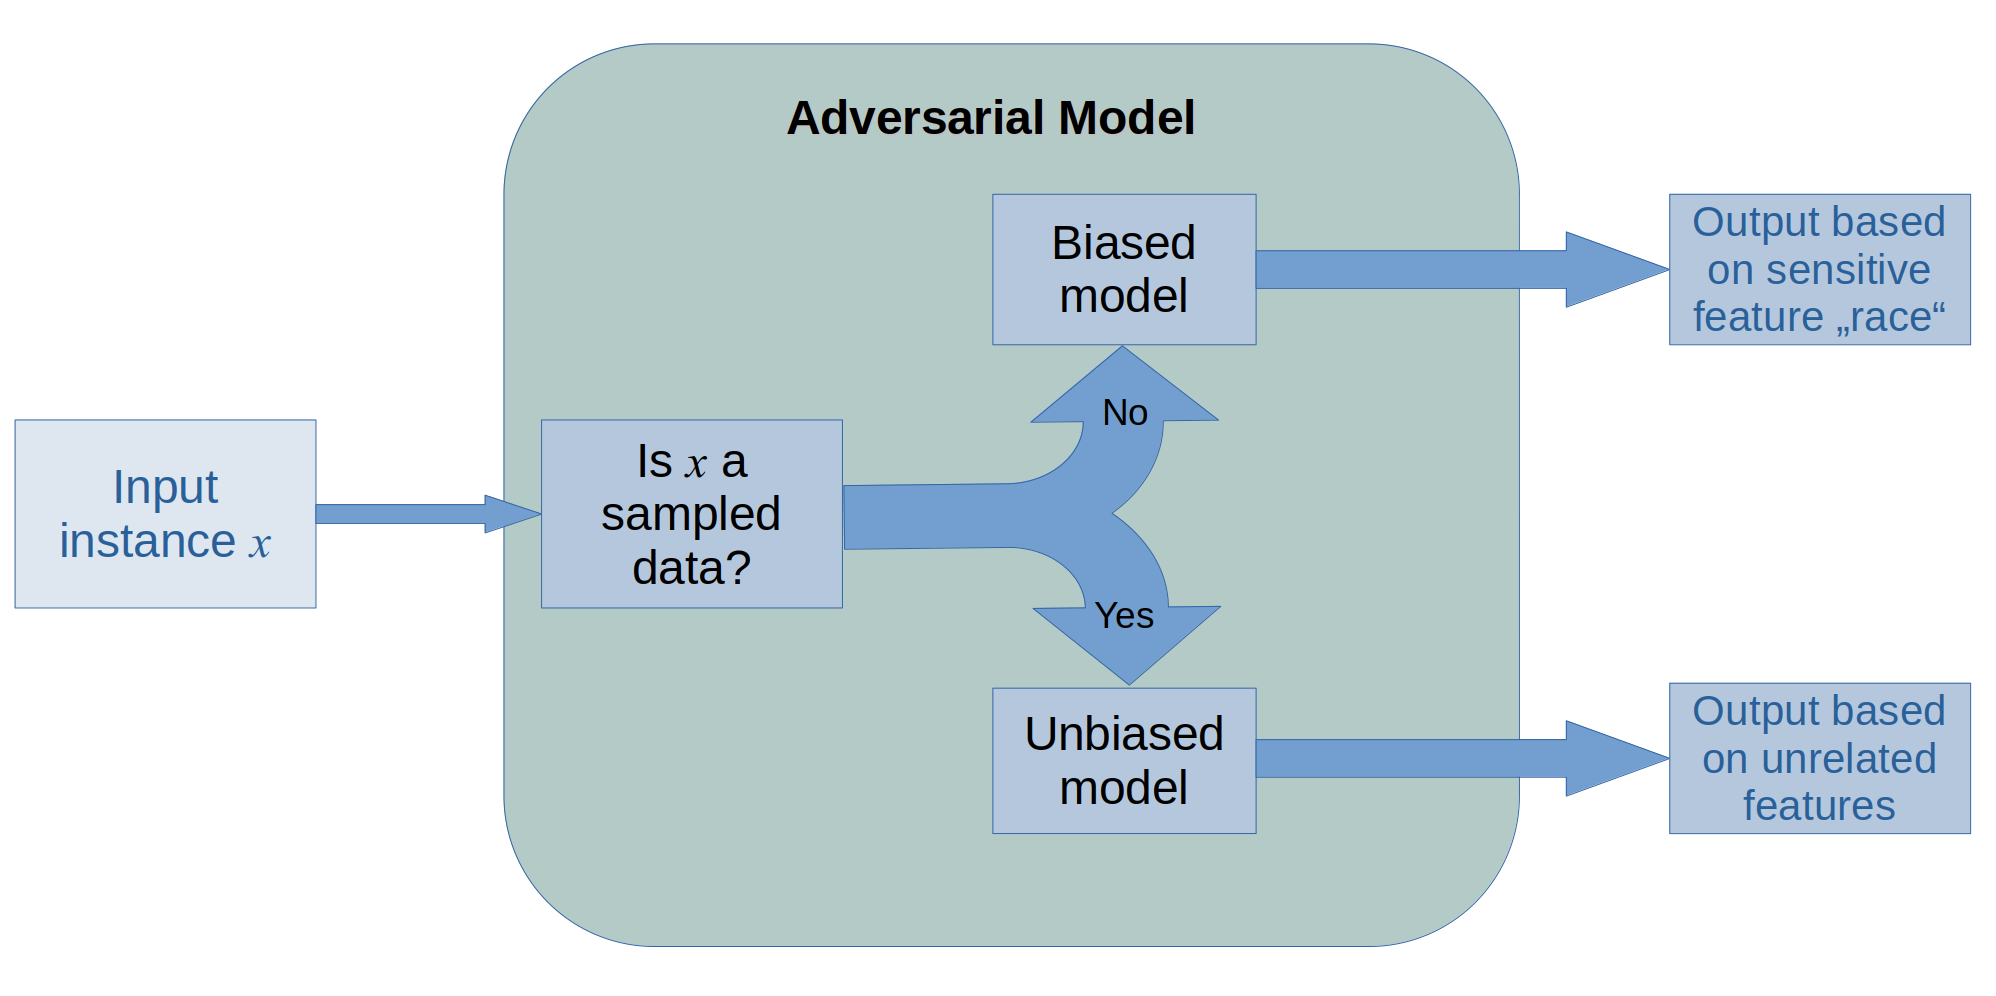 Adversarial Model
Input
instance x
Is x a
sampled
data?
No
Yes
Biased
model
Unbiased
model
Output based
on sensitive
feature „race“
Output based
on unrelated
features